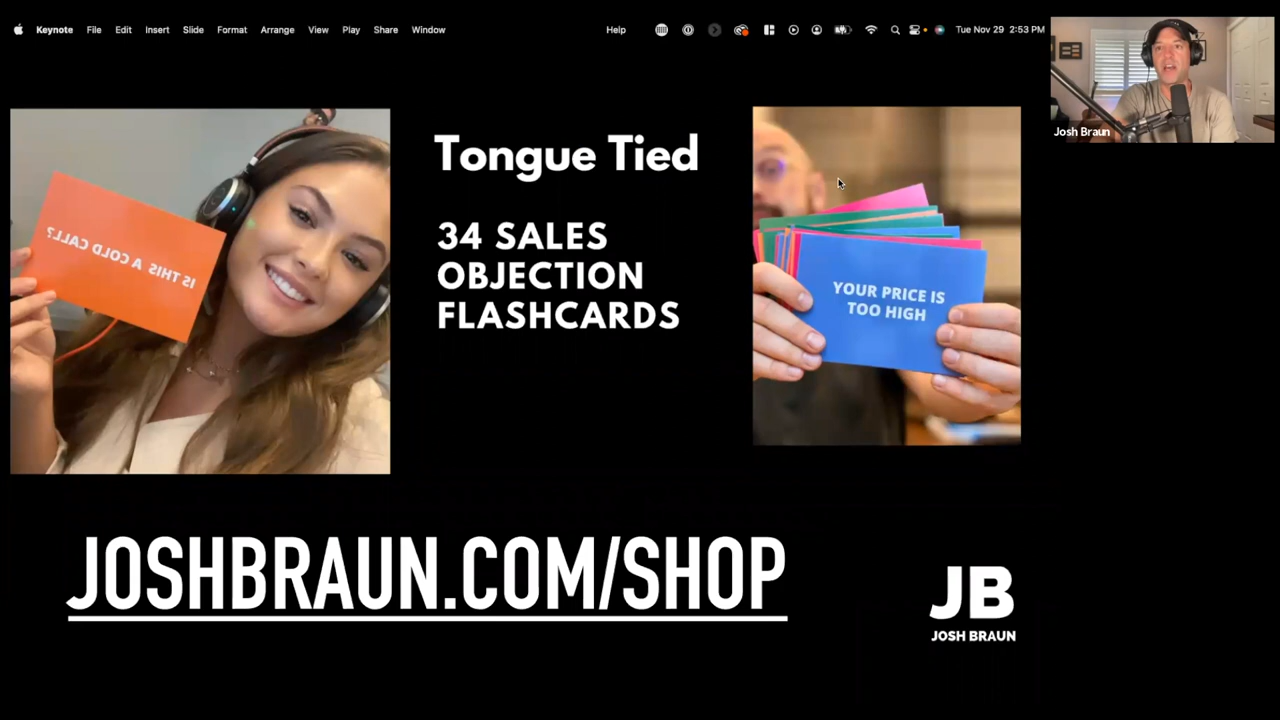 Keynote File Edit Insert Slide Format Arrange View Play Share Window Help Tue Nov 29 2:53 PM
Josh Braun
IS THIS A COLD CALL?
Tongue Tied
34 SALES
OBJECTION
FLASHCARDS
YOUR PRICE IS
TOO HIGH
JOSHBRAUN.COM/SHOP
JB
JOSH BRAUN